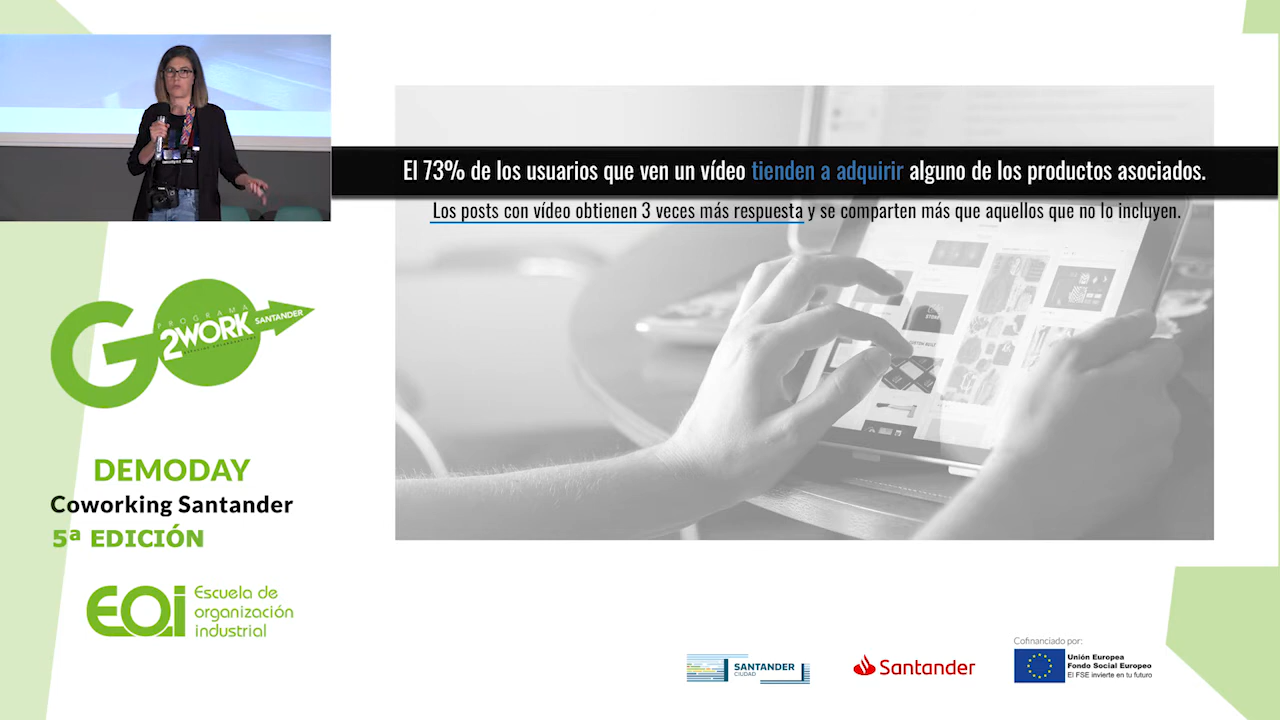 El 73% de los usuarios que ven un vídeo tienden a adquirir alguno de los productos asociados.
Los posts con vídeo obtienen 3 veces más respuesta y se comparten más que aquellos que no lo incluyen.
GO
PROGRAMA
2WORK
SANTANDER
DEMODAY
Coworking Santander
5ª EDICIÓN
EOi
Escuela de
organización
industrial
SANTANDER
CIUDAD
Santander
Cofinanciado por:
Unión Europea
Fondo Social Europeo
El FSE invierte en tu futuro